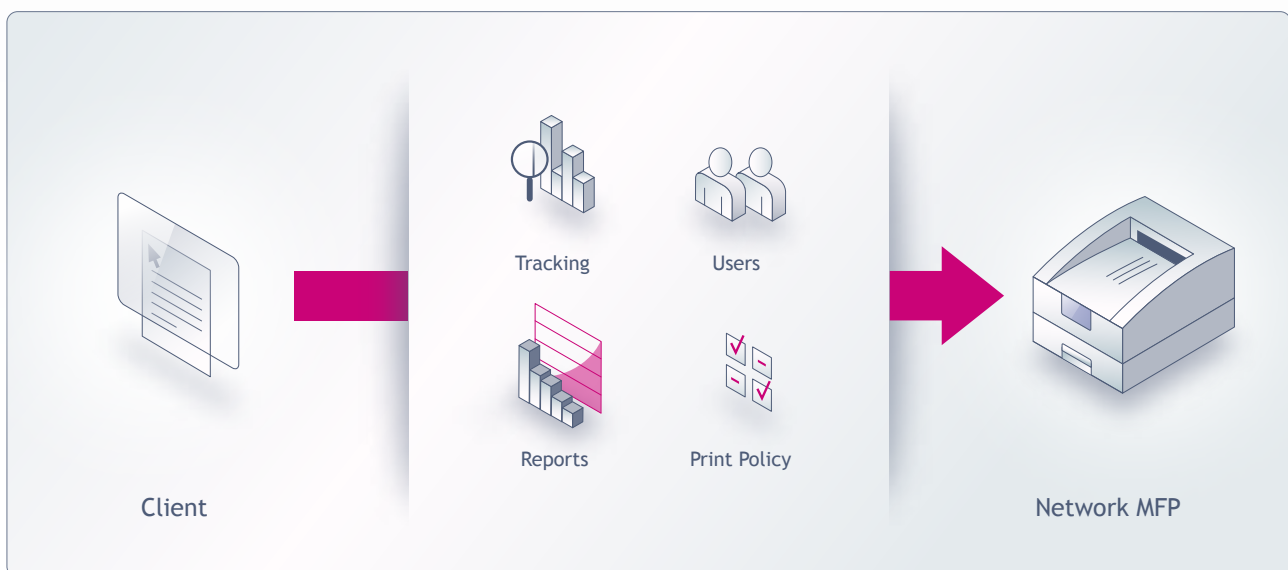 Tracking
Users
Reports
Print Policy
Client
Network MFP